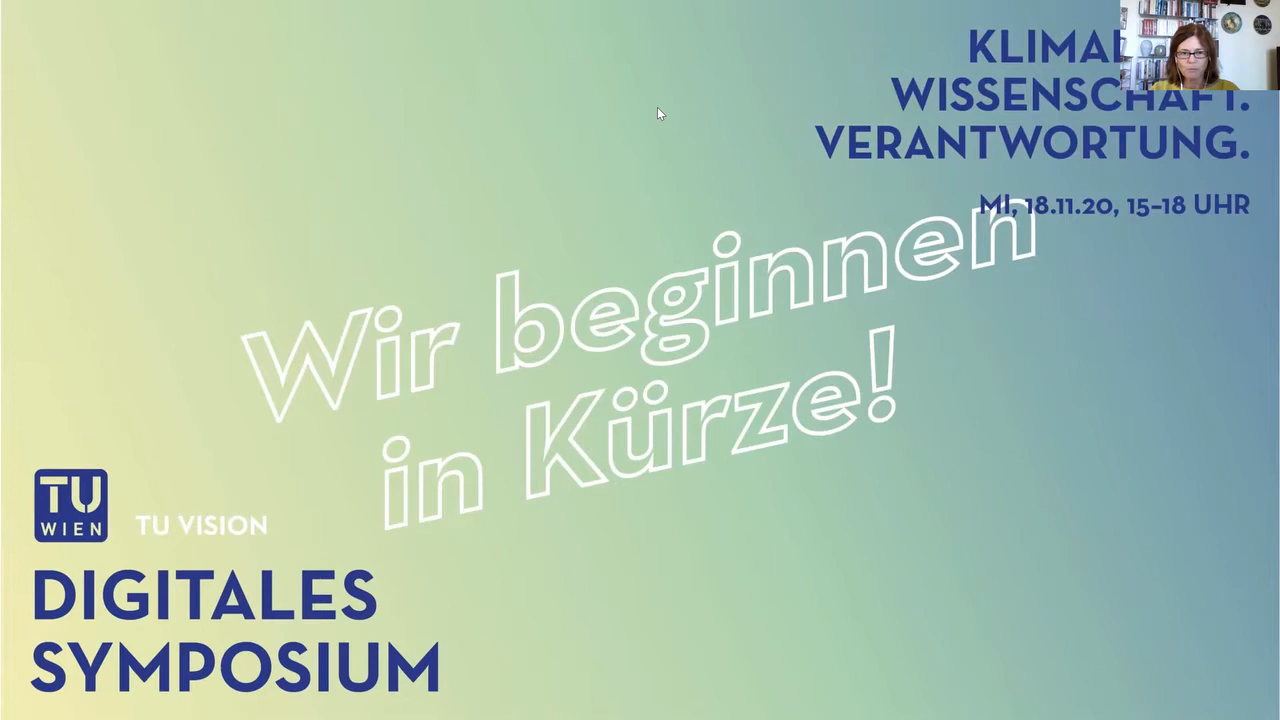 WISSENSCHAFT.
VERANTWORTUNG.
MI, 18.11.20, 15–18 UHR
Wir beginnen
in Kürze!
TU
WIEN
TU VISION
DIGITALES
SYMPOSIUM